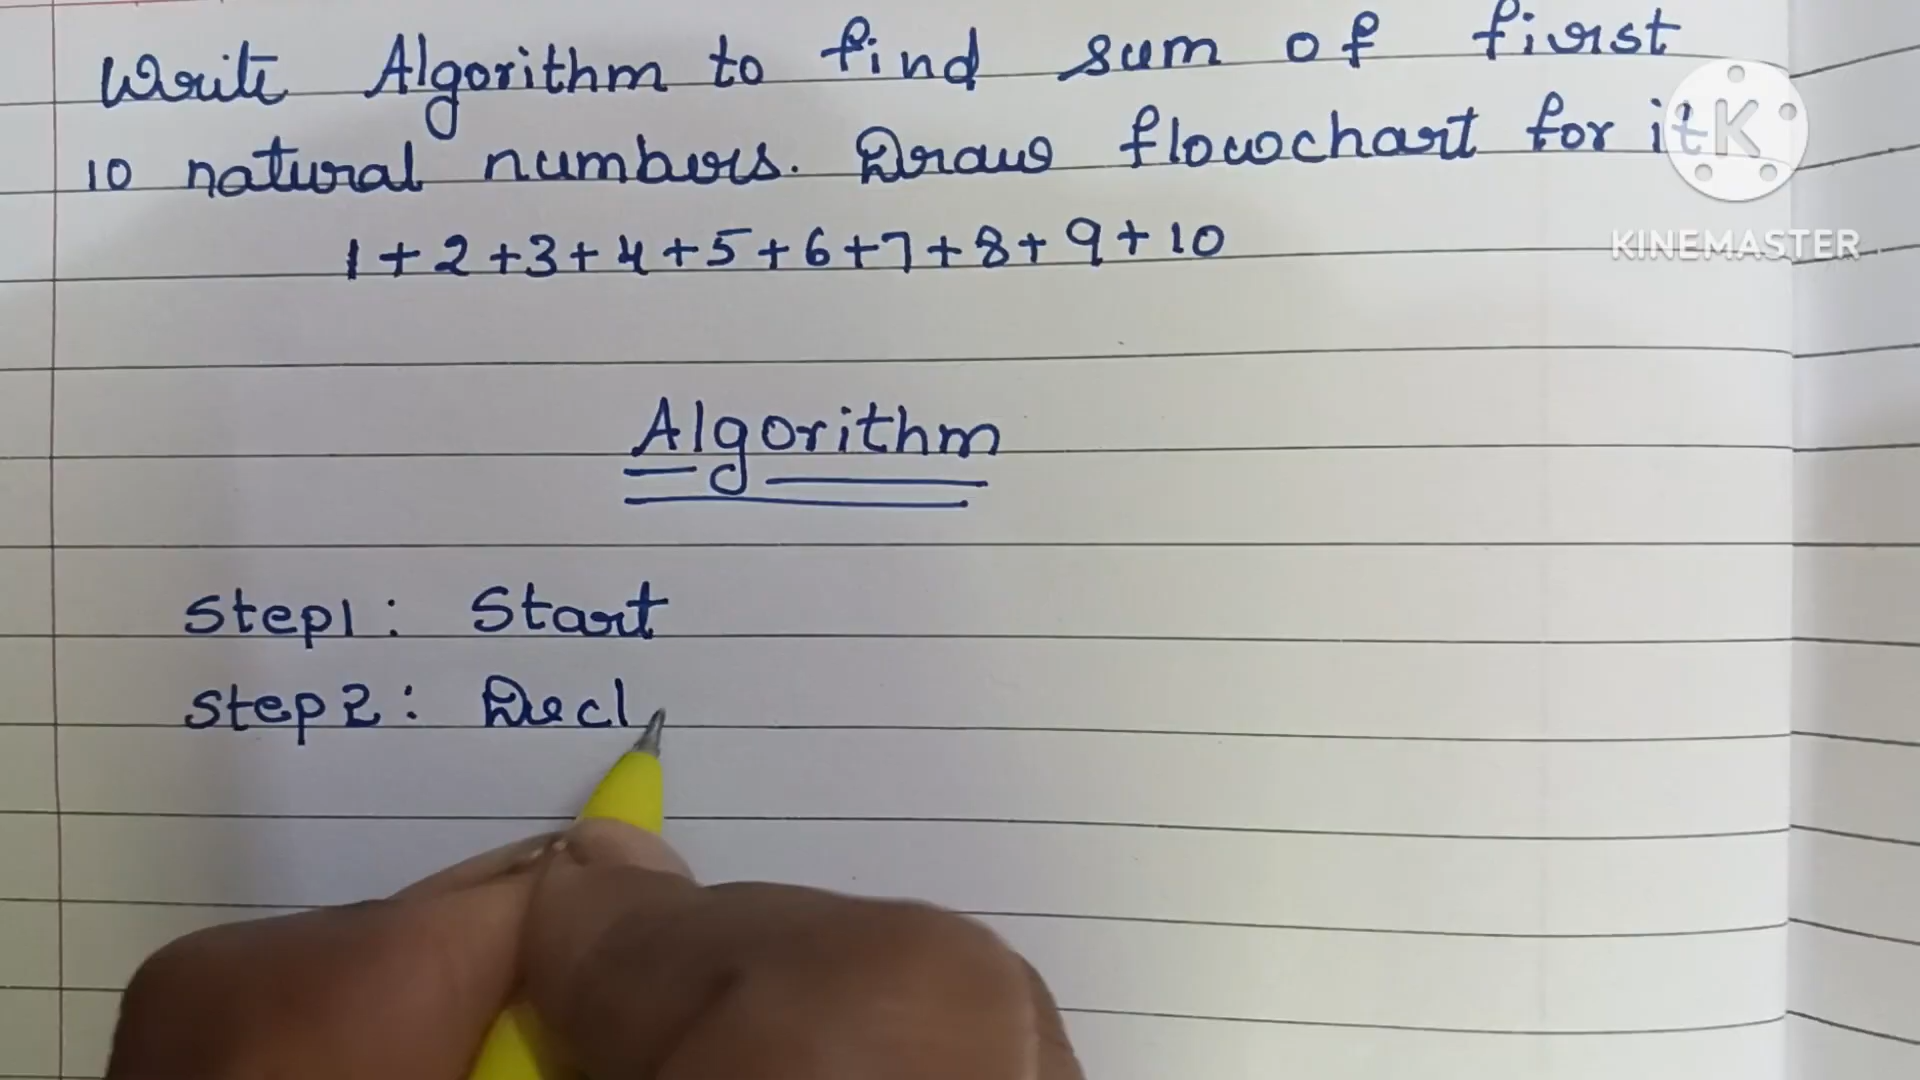 Write Algorithm to find sum of first
10 natural numbers. Draw flowchart for it
1+2+3+4+5+6+7+8+9+10
K
KINEMASTER
Algorithm
Step1: Start
Step2: Decl